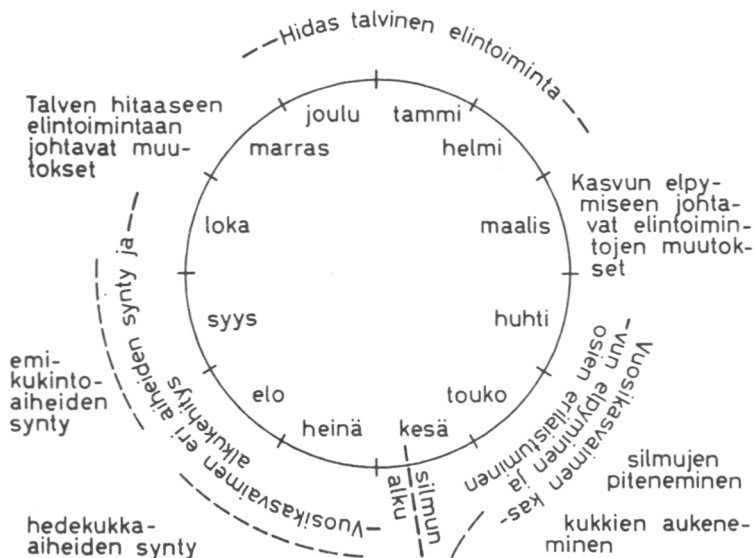 Hidas talvinen elintoiminta
Talven hitaaseen
elintoimintaan
johtavat muu-
tokset
joulu
tammi
marras
helmi
Kasvun elpy-
miseen johta-
vat elintoimin-
tojen muutok-
set
loka
maalis
syys
huhti
elo
touko
heinä
kesä
Vuosikasvaimen eri aiheiden synty ja
alkukehitys
emi-
kukinto-
aiheiden
synty
Vuosikasvaimen kas-
vun elpyminen ja
osien erilaistuminen
silmun
alku
silmujen
piteneminen
hedekukka-
aiheiden synty
kukkien aukene-
minen